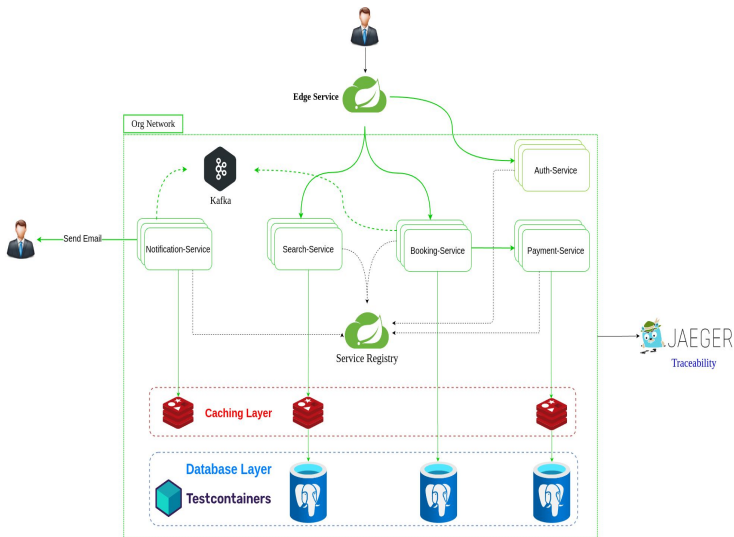 Edge Service
Org Network
Auth-Service
Kafka
Send Email
Notification-Service
Search-Service
Booking-Service
Payment-Service
Service Registry
JAEGER
Traceability
Caching Layer
Database Layer
Testcontainers